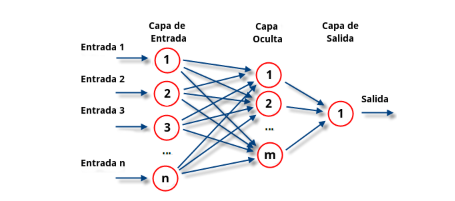 Capa de
Entrada
Capa
Oculta
Capa de
Salida
Entrada 1
Entrada 2
Entrada 3
Entrada n
1
2
3
...
n
1
2
...
m
1
Salida